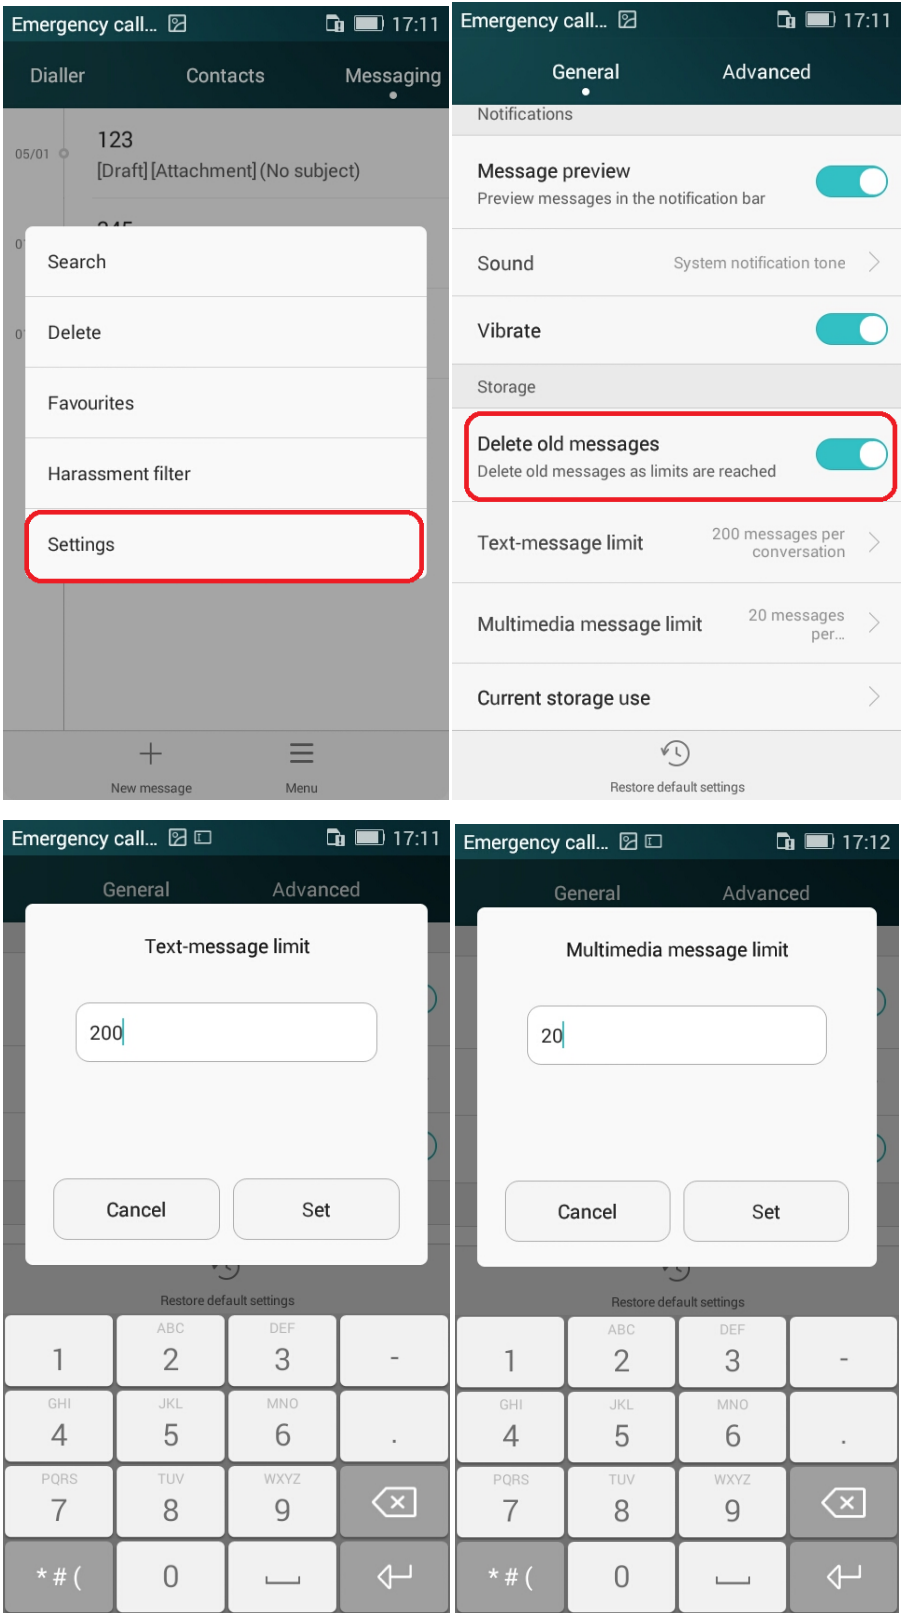 Emergency call... 17:11
Dialler Contacts Messaging
05/01
123
[Draft][Attachment](No subject)
Search
Delete
Favourites
Harassment filter
Settings
New message Menu
Emergency call... 17:11
General Advanced
Notifications
Message preview
Preview messages in the notification bar
Sound System notification tone
Vibrate
Storage
Delete old messages
Delete old messages as limits are reached
Text-message limit 200 messages per
conversation
Multimedia message limit 20 messages
per...
Current storage use
Restore default settings
Emergency call... 17:11
General Advanced
Text-message limit
200
Cancel Set
Restore default settings
ABC DEF
1 2 3 -
GHI JKL MNO
4 5 6 .
PQRS TUV WXYZ
7 8 9
*#( 0
Emergency call... 17:12
General Advanced
Multimedia message limit
20
Cancel Set
Restore default settings
ABC DEF
1 2 3 -
GHI JKL MNO
4 5 6 .
PQRS TUV WXYZ
7 8 9
*#( 0